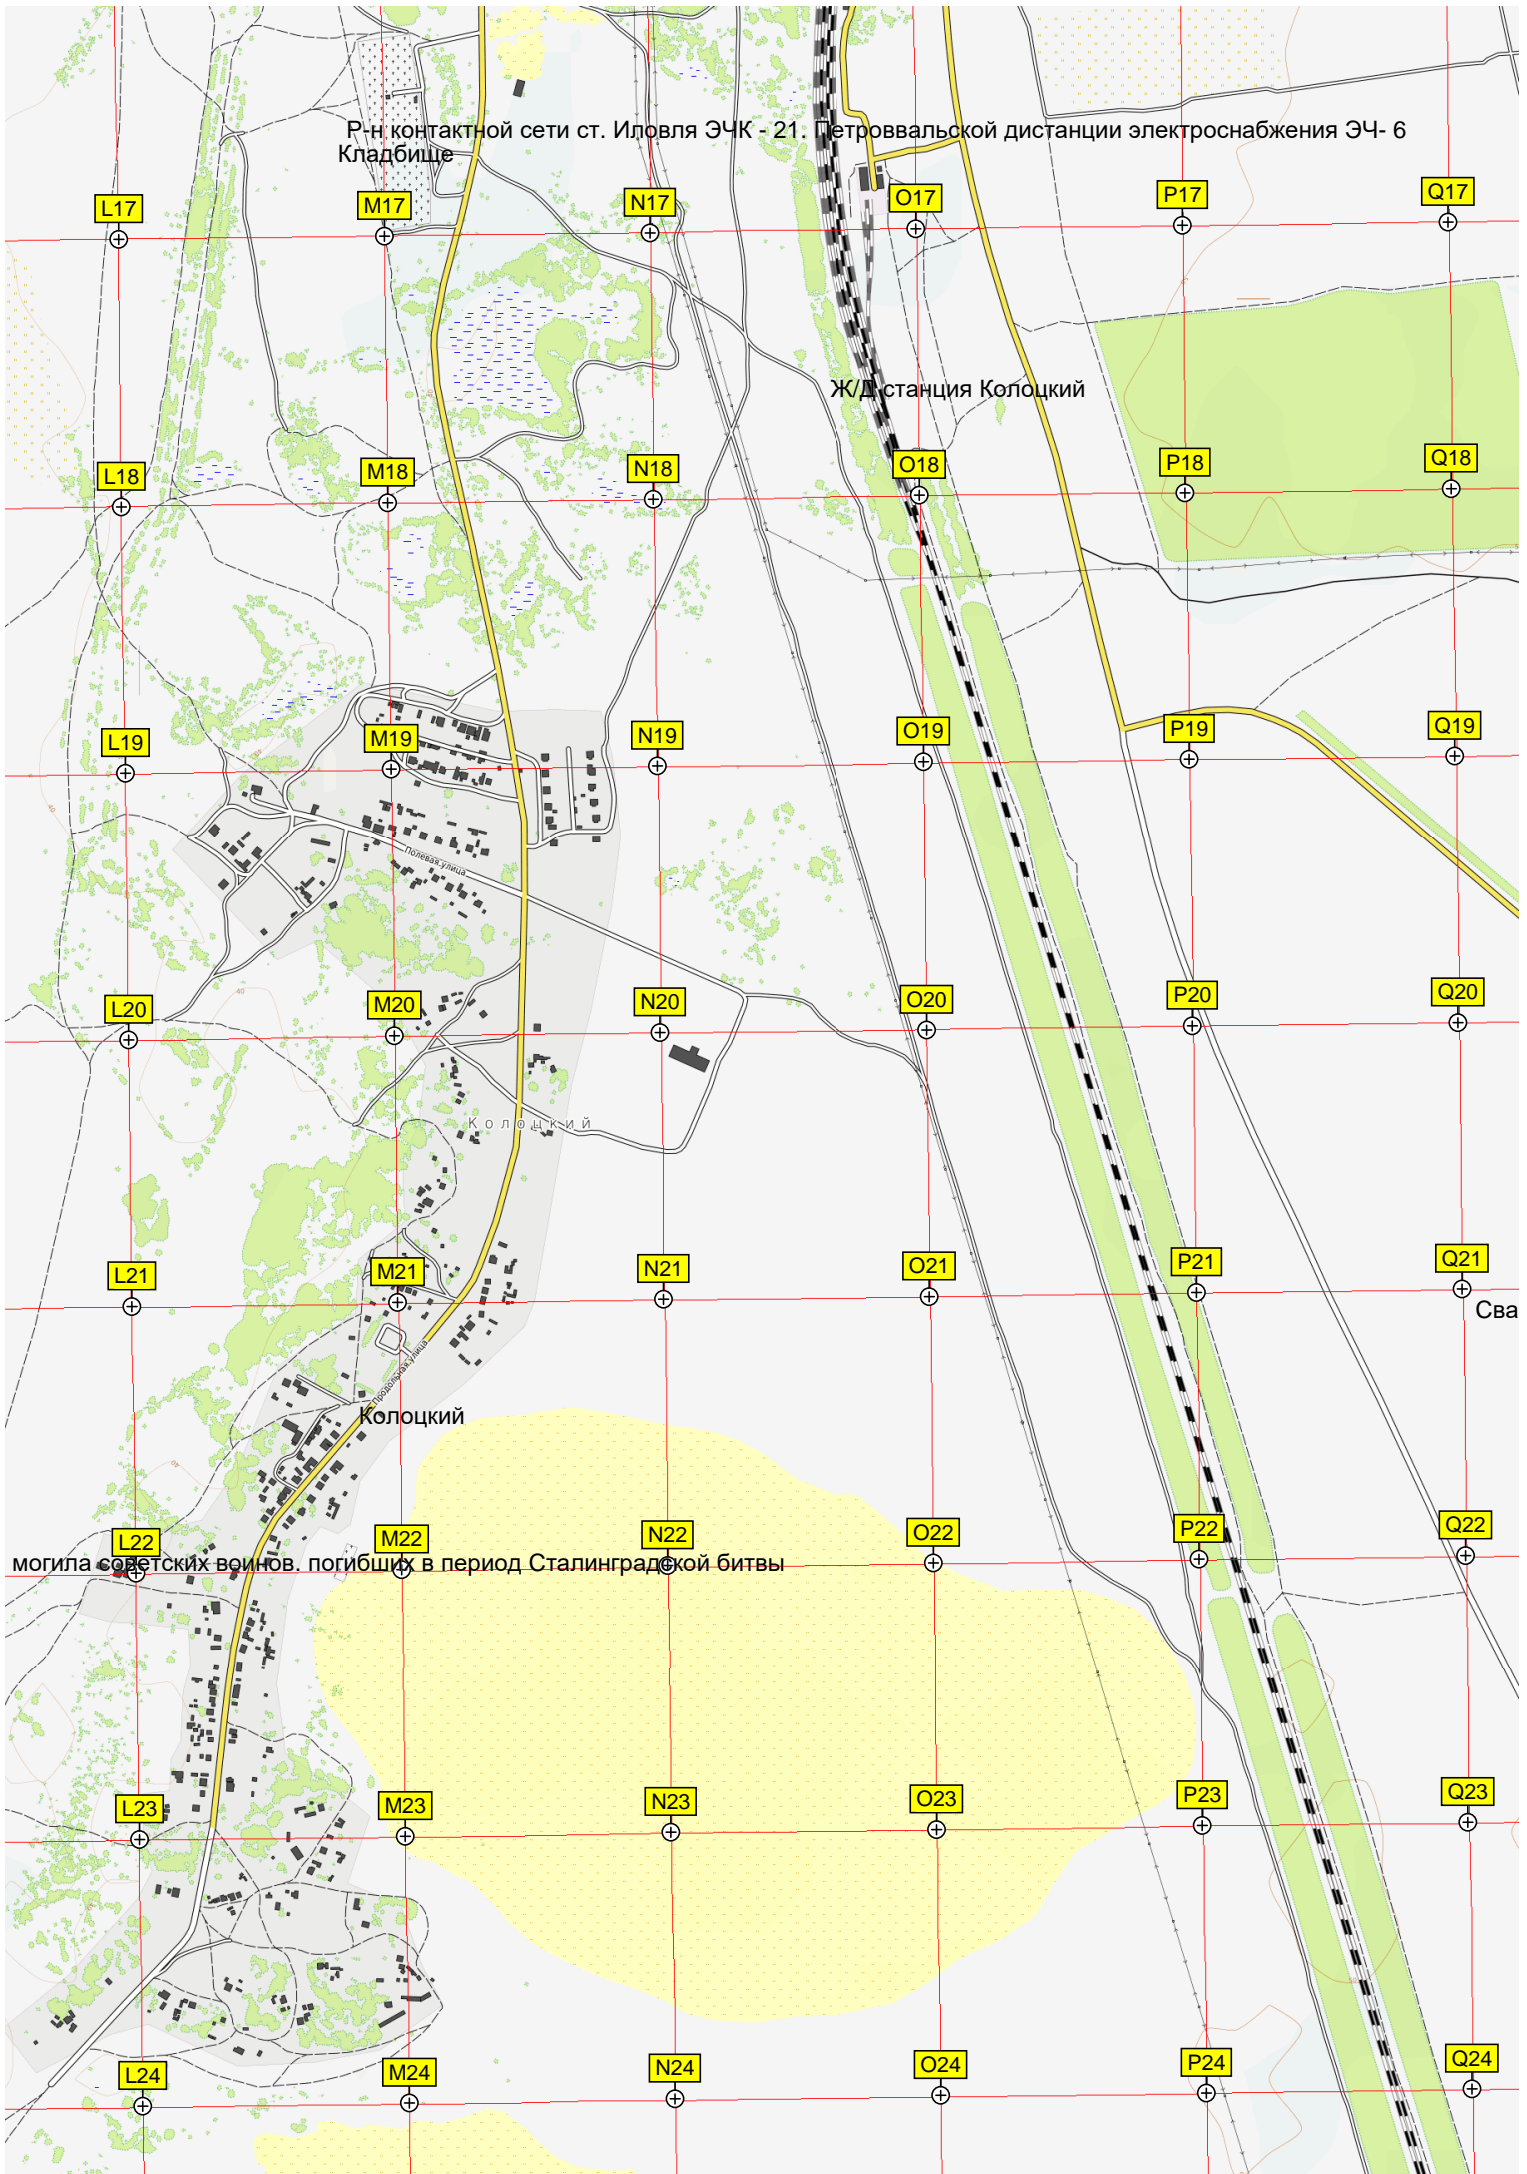 Р-н контактной сети ст. Иловля ЭЧК - 21. Петроввальской дистанции электроснабжения ЭЧ- 6
Кладбище
L17 M17 N17 O17 P17 Q17
Ж/Д станция Колоцкий
L18 M18 N18 O18 P18 Q18
L19 M19 N19 O19 P19 Q19
Полевая улица
40
L20 M20 N20 O20 P20 Q20
Колоцкий
L21 M21 N21 O21 P21 Q21
Сва
Продольная улица
Колоцкий
L22 M22 N22 O22 P22 Q22
могила советских воинов. погибших в период Сталинградской битвы
L23 M23 N23 O23 P23 Q23
L24 M24 N24 O24 P24 Q24